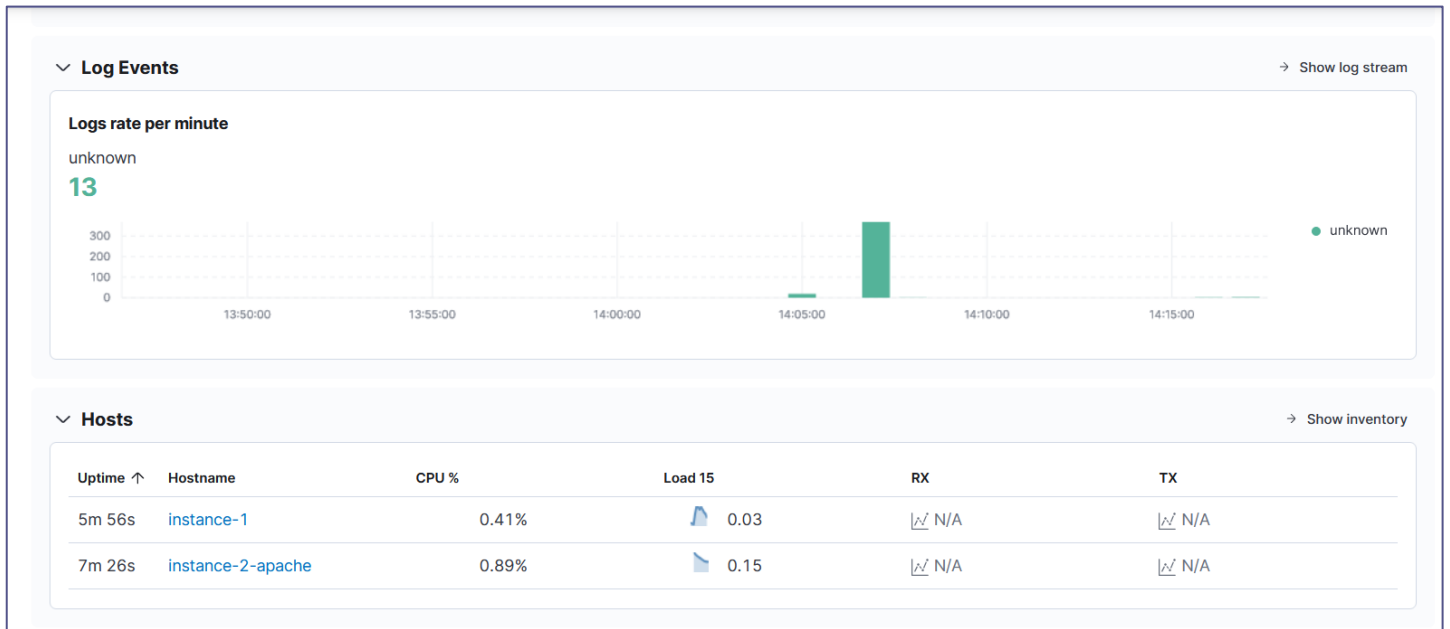 Log Events
Show log stream
Logs rate per minute
unknown
13
300
200
100
0
unknown
13:50:00 13:55:00 14:00:00 14:05:00 14:10:00 14:15:00
Hosts
Show inventory
Uptime Hostname CPU % Load 15 RX TX
5m 56s instance-1 0.41% 0.03 N/A N/A
7m 26s instance-2-apache 0.89% 0.15 N/A N/A